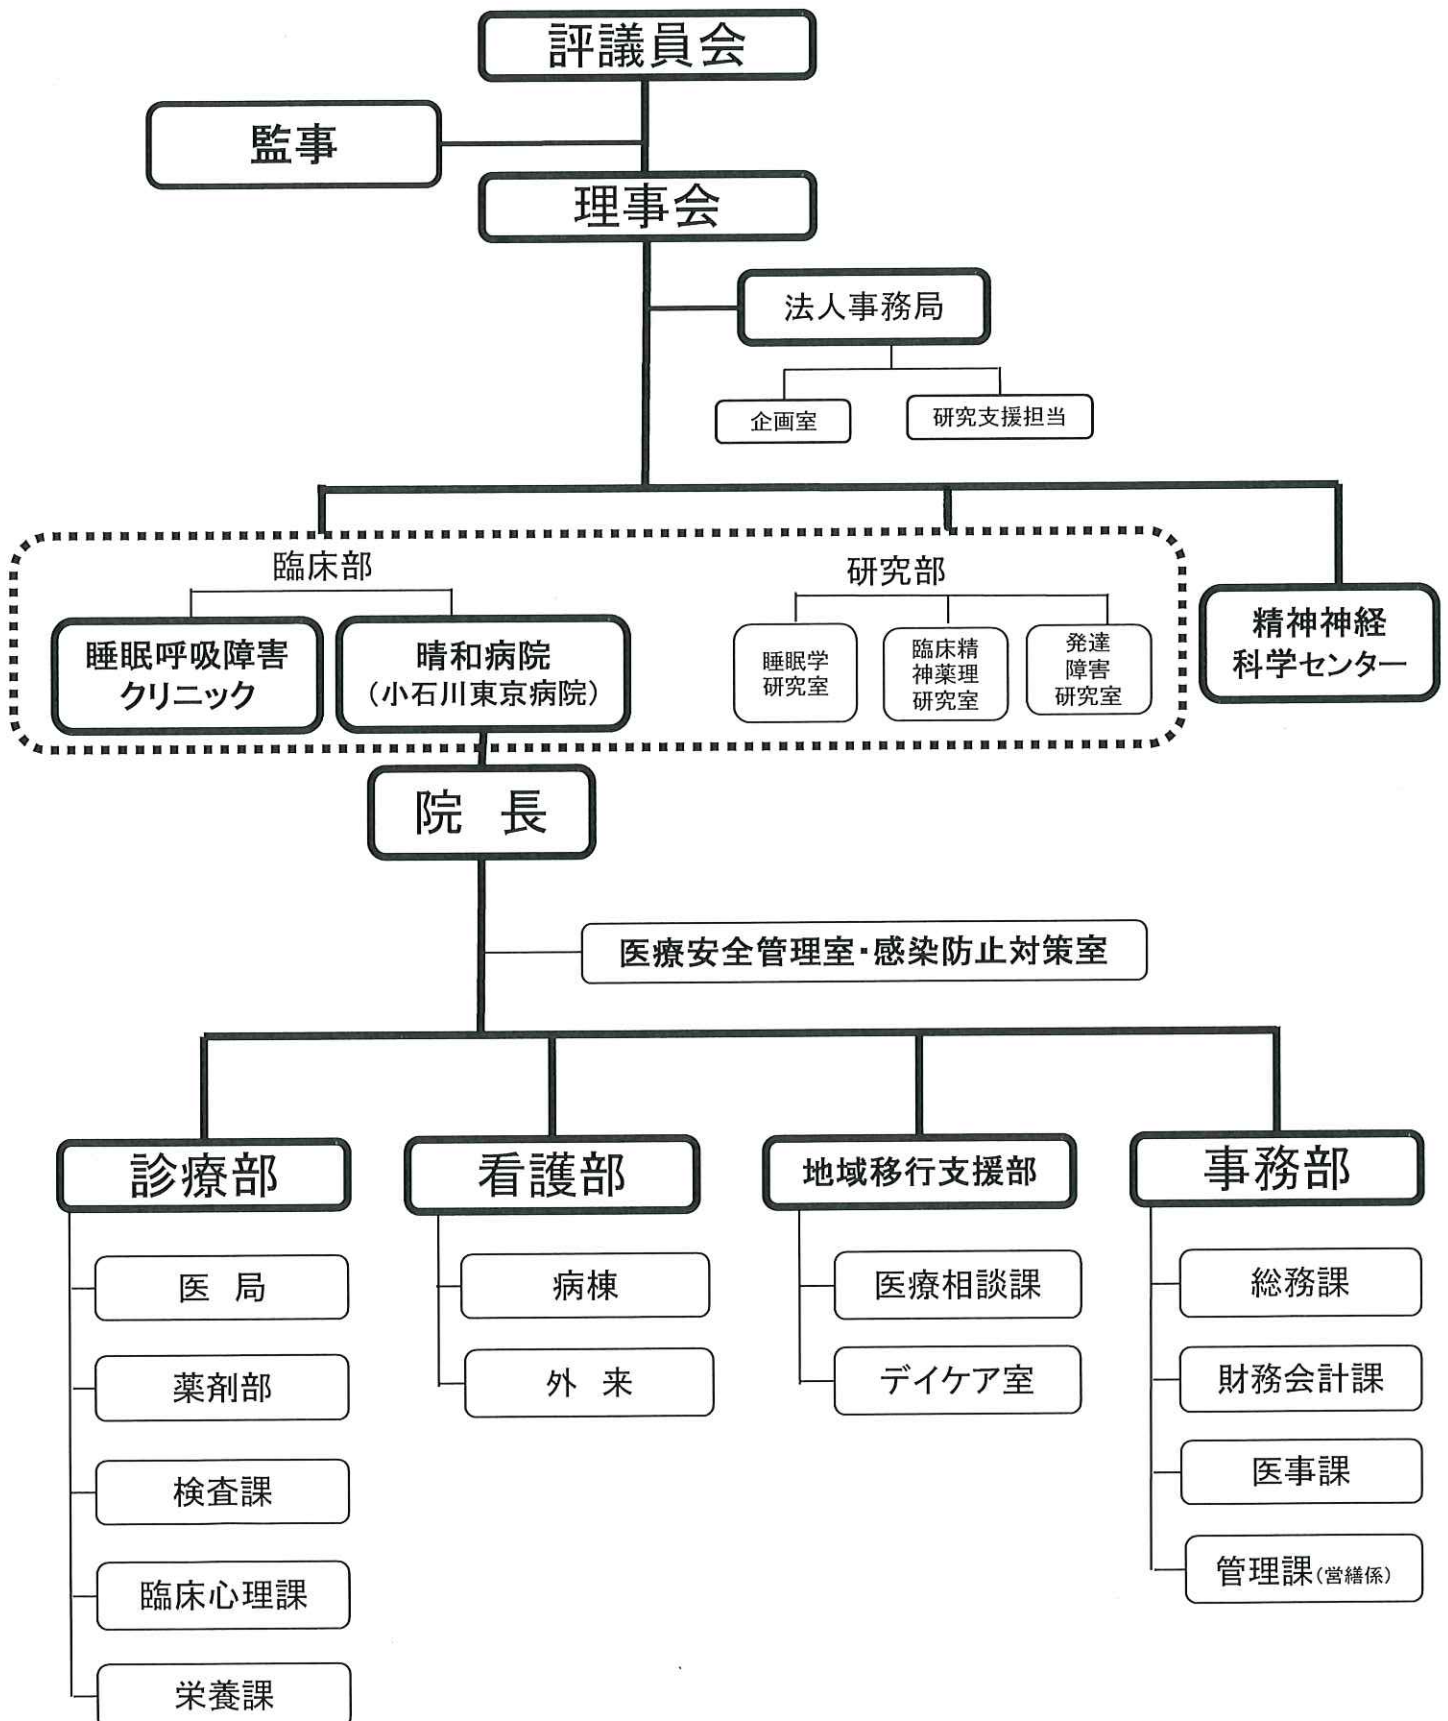 評議員会
監事
理事会
法人事務局
企画室
研究支援担当
臨床部
研究部
睡眠呼吸障害
クリニック
晴和病院
（小石川東京病院）
睡眠学
研究室
臨床精
神薬理
研究室
発達
障害
研究室
精神神経
科学センター
院 長
医療安全管理室・感染防止対策室
診療部
看護部
地域移行支援部
事務部
医 局
薬剤部
検査課
臨床心理課
栄養課
病棟
外 来
医療相談課
デイケア室
総務課
財務会計課
医事課
管理課（営繕係）